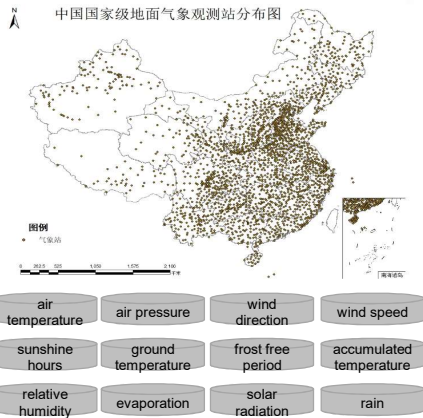 N
中国国家级地面气象观测站分布图
图例
气象站
0 262.5 525 1,050 1,575 2,100
千米
南海诸岛
air temperature
air pressure
wind direction
wind speed
sunshine hours
ground temperature
frost free period
accumulated temperature
relative humidity
evaporation
solar radiation
rain